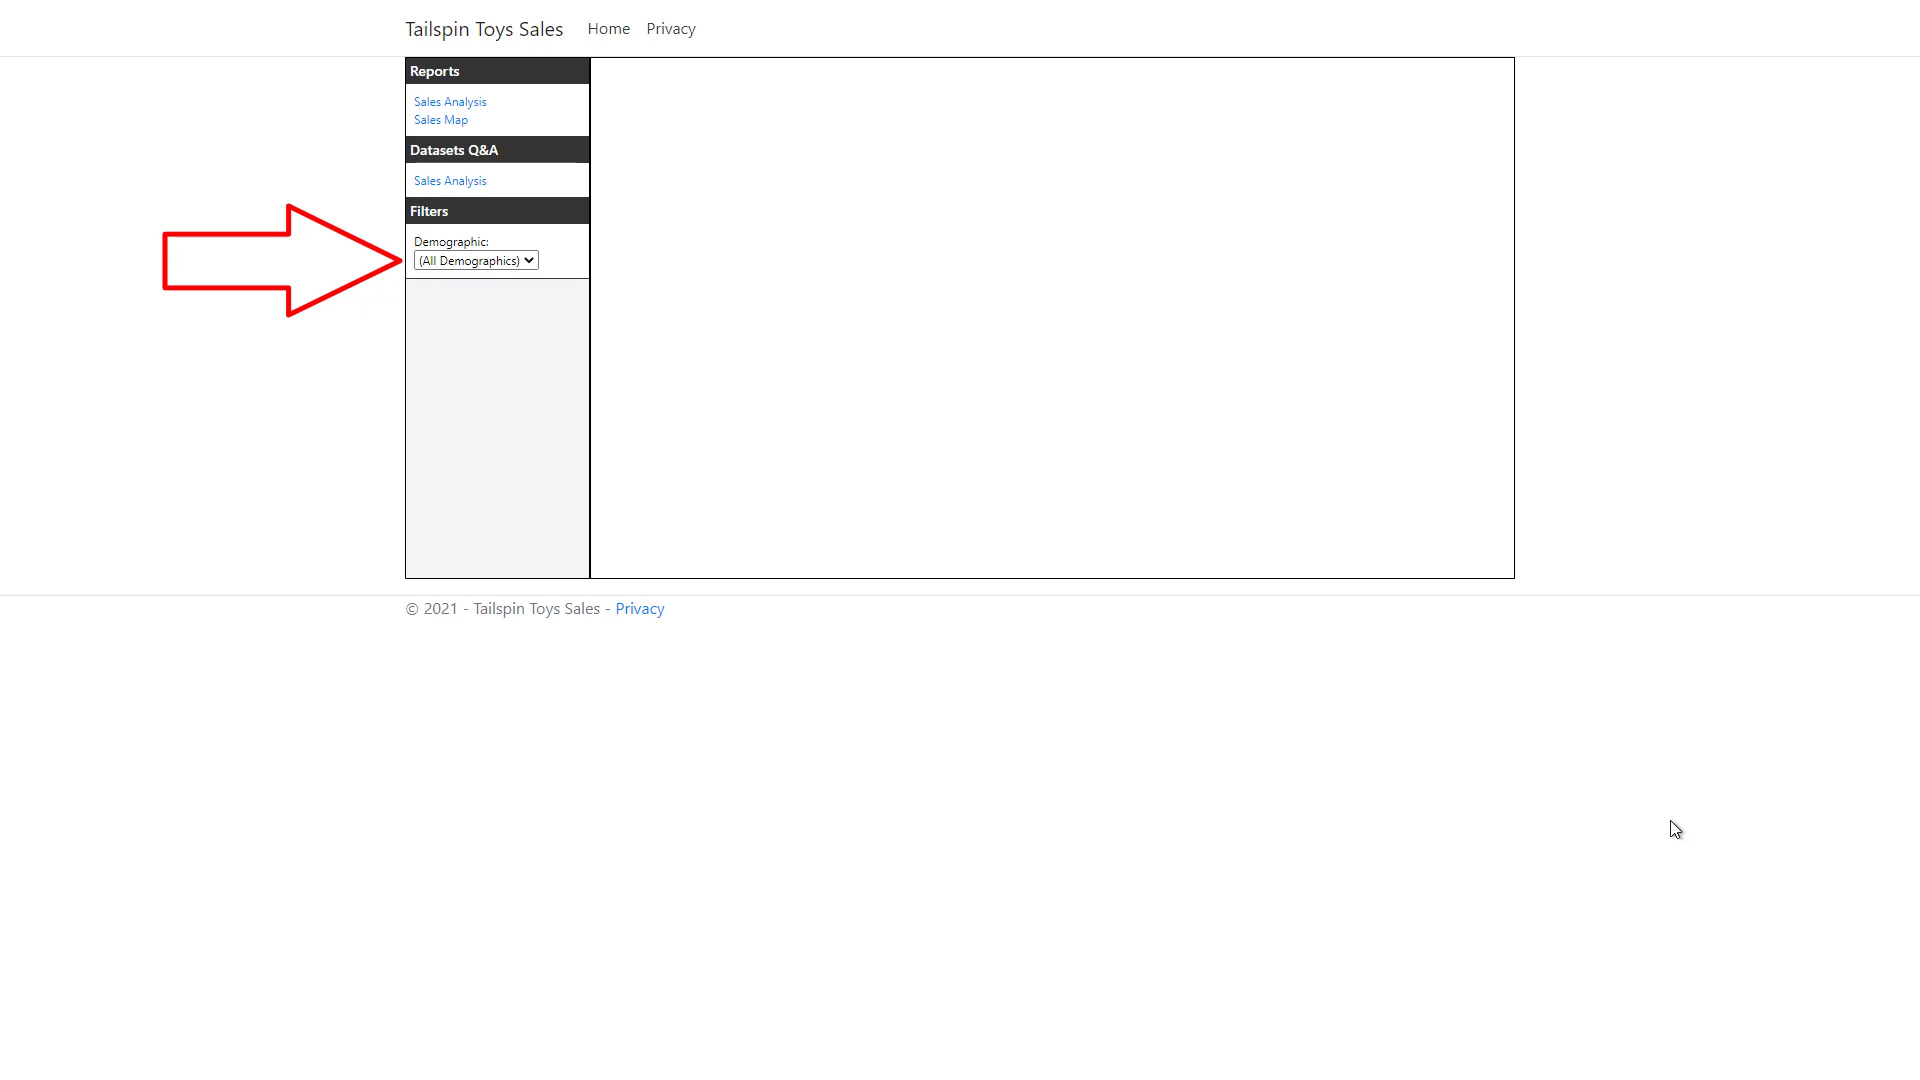 Tailspin Toys Sales Home Privacy
Reports
Sales Analysis
Sales Map
Datasets Q&A
Sales Analysis
Filters
Demographic:
(All Demographics)
© 2021 - Tailspin Toys Sales - Privacy